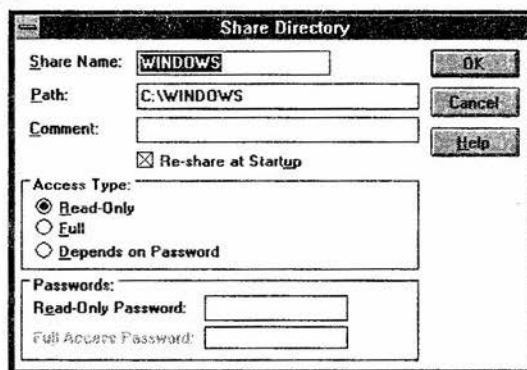 Share Directory
Share Name: WINDOWS
OK
Path: C:\WINDOWS
Cancel
Comment:
Help
Re-share at Startup
Access Type:
Read-Only
Full
Depends on Password
Passwords:
Read-Only Password:
Full Access Password: